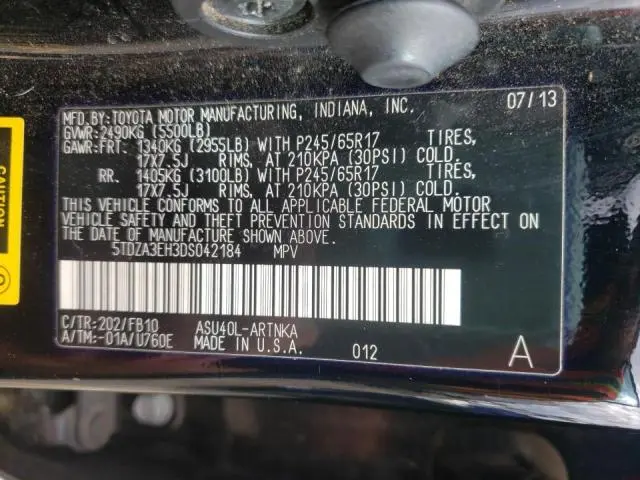 MFD.BY:TOYOTA MOTOR MANUFACTURING, INDIANA, INC. 07/13
GVWR:2490KG (5500LB)
GAWR:FRT. 1340KG (2955LB) WITH P245/65R17 TIRES,
17X7.5J RIMS, AT 210KPA (30PSI) COLD.
RR. 1405KG (3100LB) WITH P245/65R17 TIRES,
17X7.5J RIMS, AT 210KPA (30PSI) COLD.
THIS VEHICLE CONFORMS TO ALL APPLICABLE FEDERAL MOTOR
VEHICLE SAFETY AND THEFT PREVENTION STANDARDS IN EFFECT ON
THE DATE OF MANUFACTURE SHOWN ABOVE.
5TDZA3EH3DS042184 MPV
C/TR:202/FB10 ASU40L-ARTNKA
A/TM:-01A/U760E MADE IN U.S.A. 012 A
CAUTION